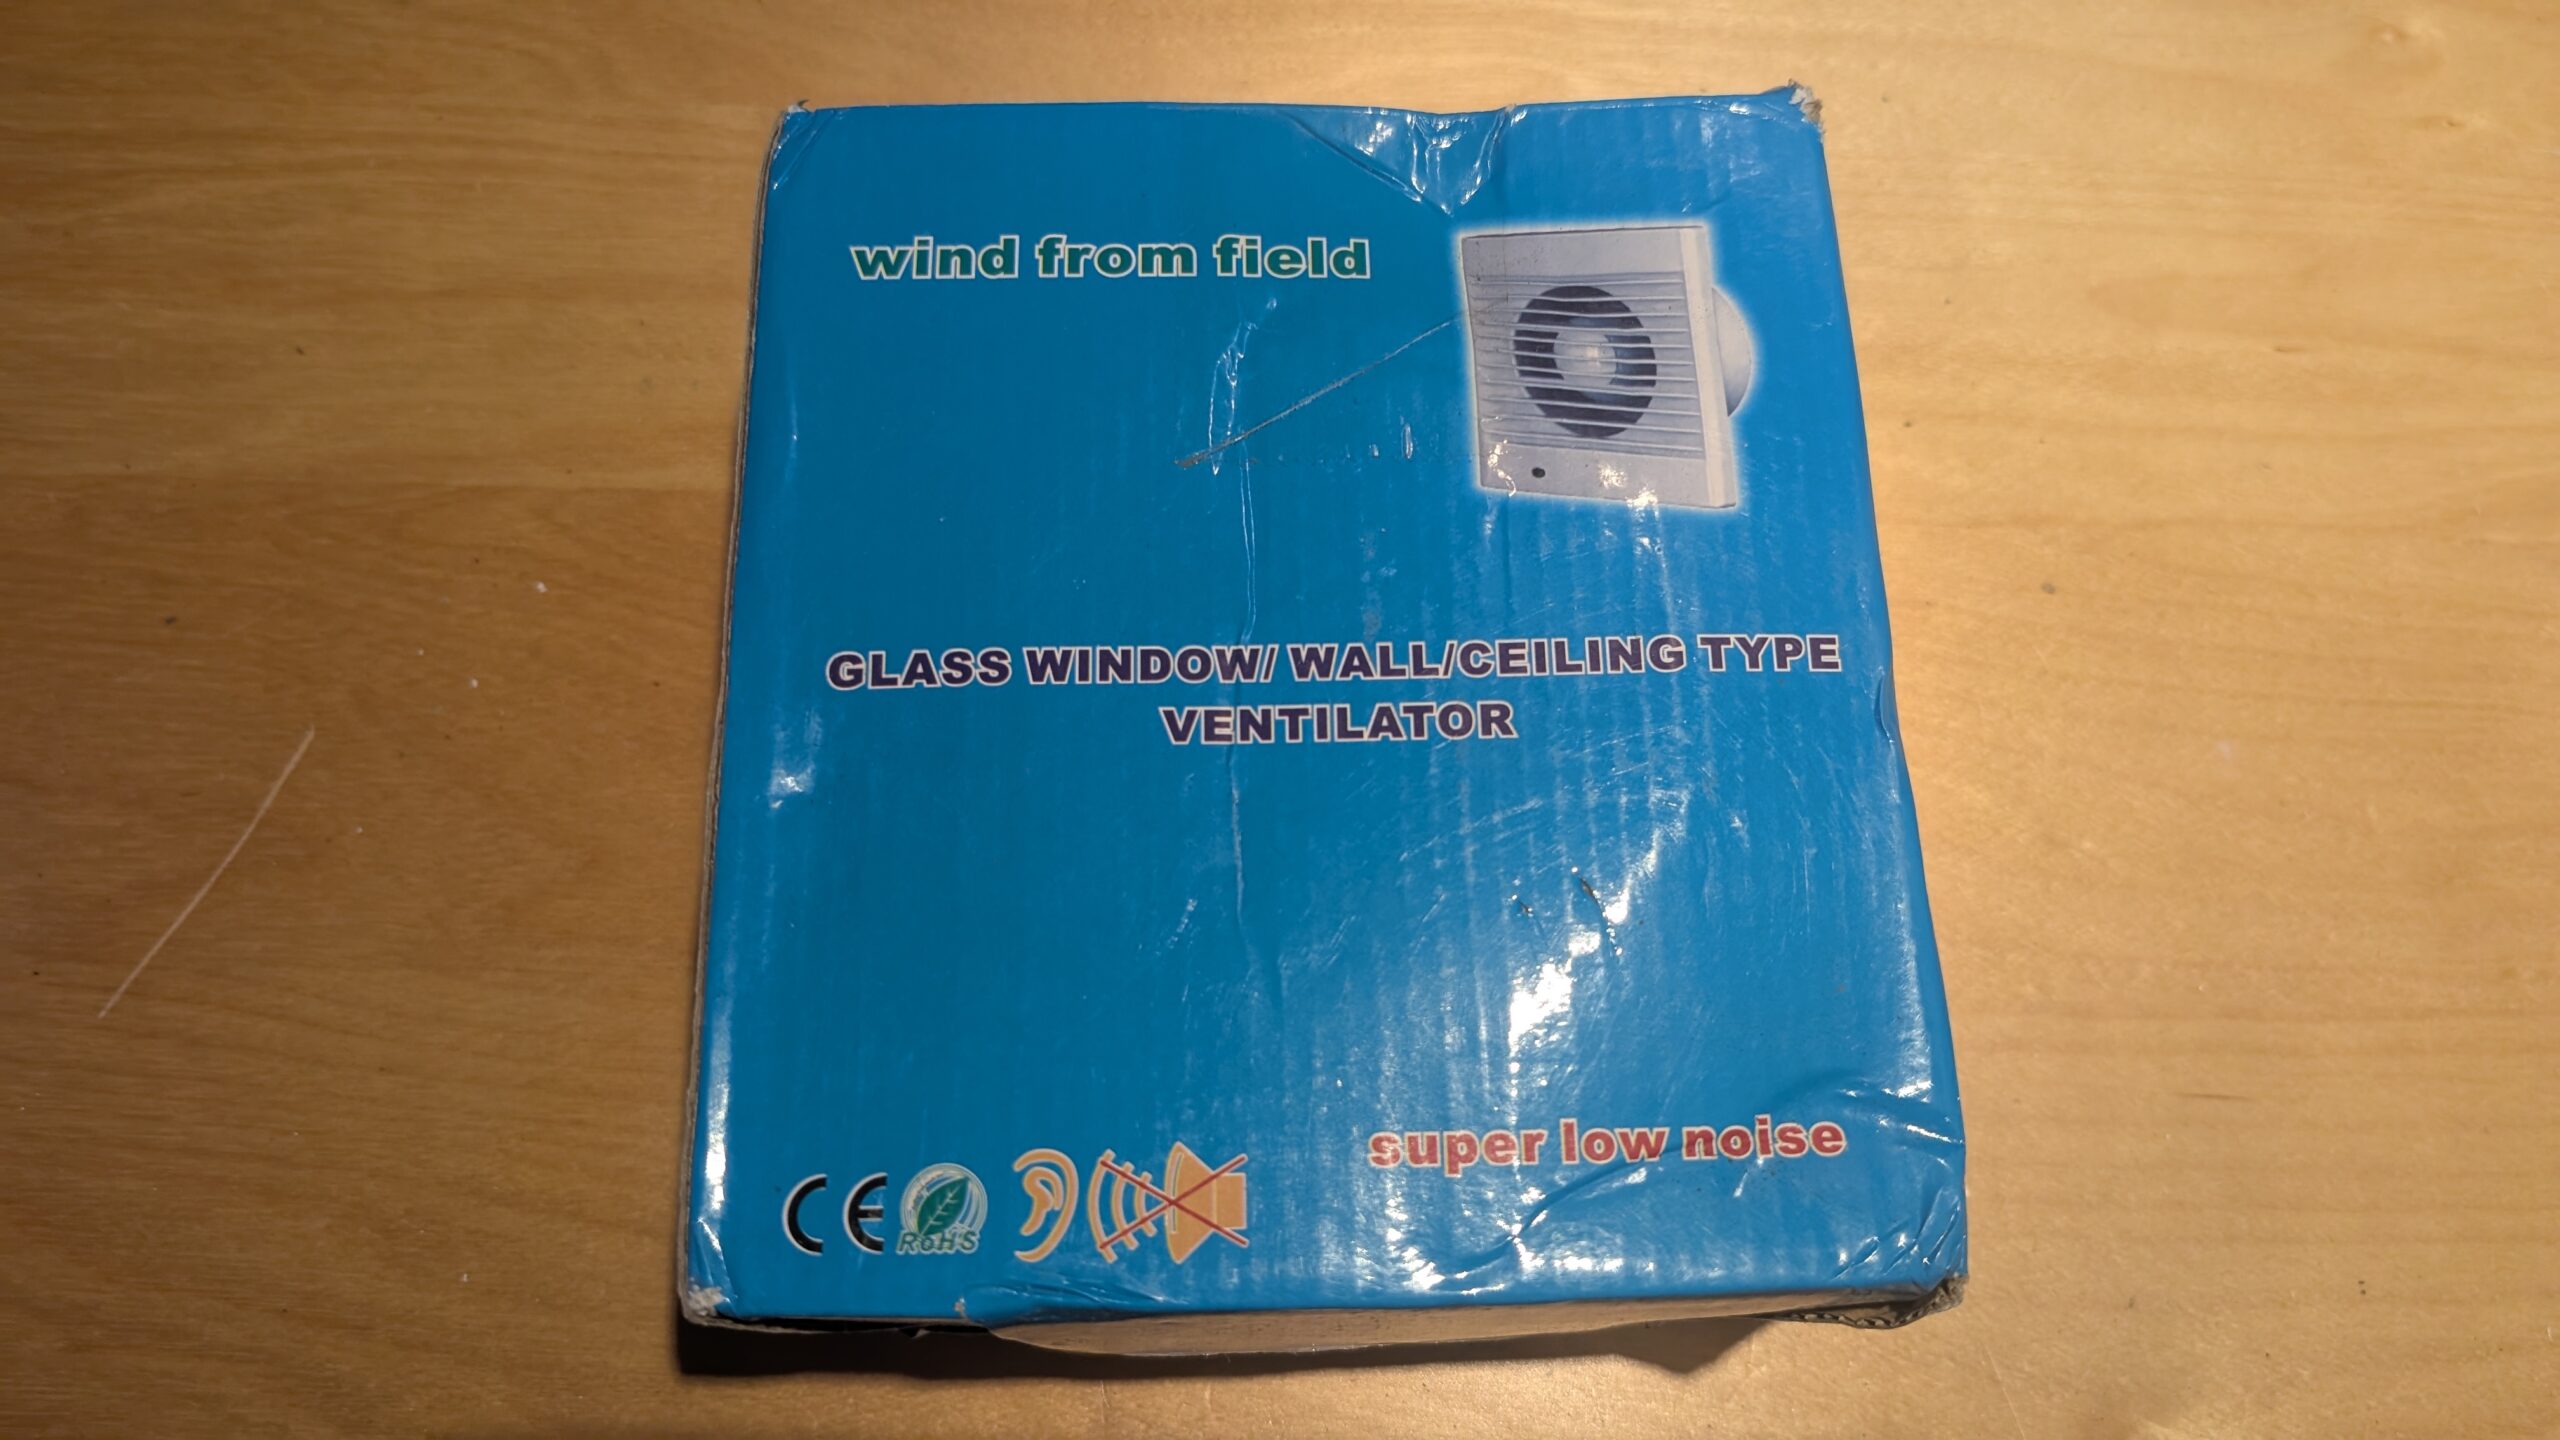 wind from field
GLASS WINDOW/ WALL/CEILING TYPE
VENTILATOR
super low noise
CE
RoHS